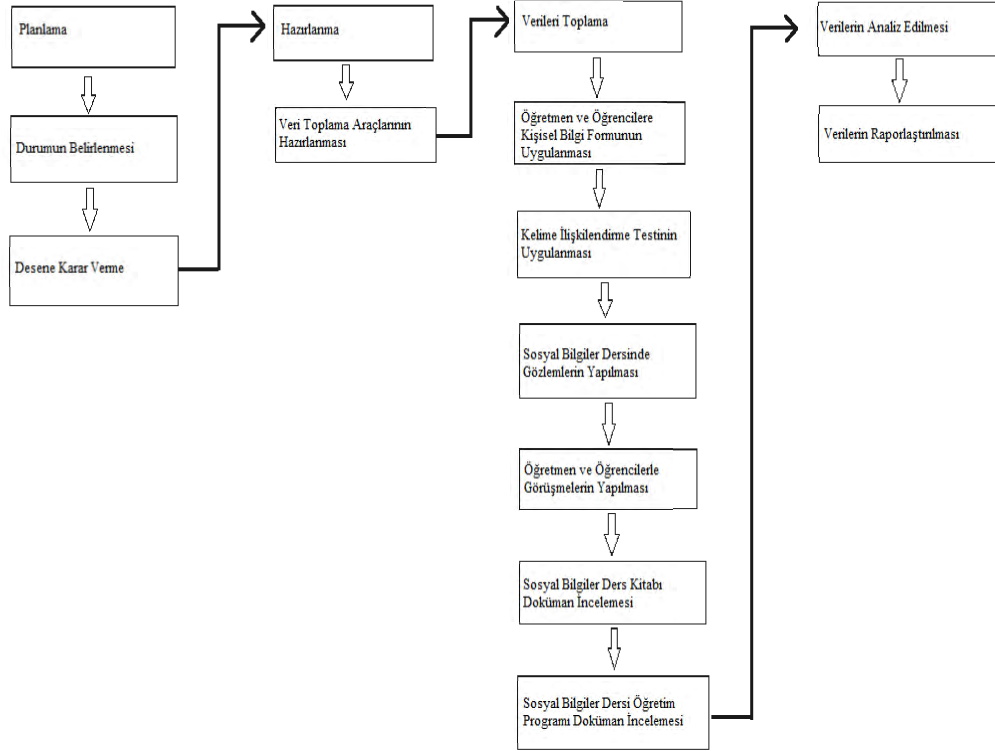 Planlama
Durumun Belirlenmesi
Desene Karar Verme
Hazırlanma
Veri Toplama Araçlarının
Hazırlanması
Verileri Toplama
Öğretmen ve Öğrencilere
Kişisel Bilgi Formunun
Uygulanması
Kelime İlişkilendirme Testinin
Uygulanması
Sosyal Bilgiler Dersinde
Gözlemlerin Yapılması
Öğretmen ve Öğrencilerle
Görüşmelerin Yapılması
Sosyal Bilgiler Ders Kitabı
Doküman İncelemesi
Sosyal Bilgiler Dersi Öğretim
Programı Doküman İncelemesi
Verilerin Analiz Edilmesi
Verilerin Raporlaştırılması